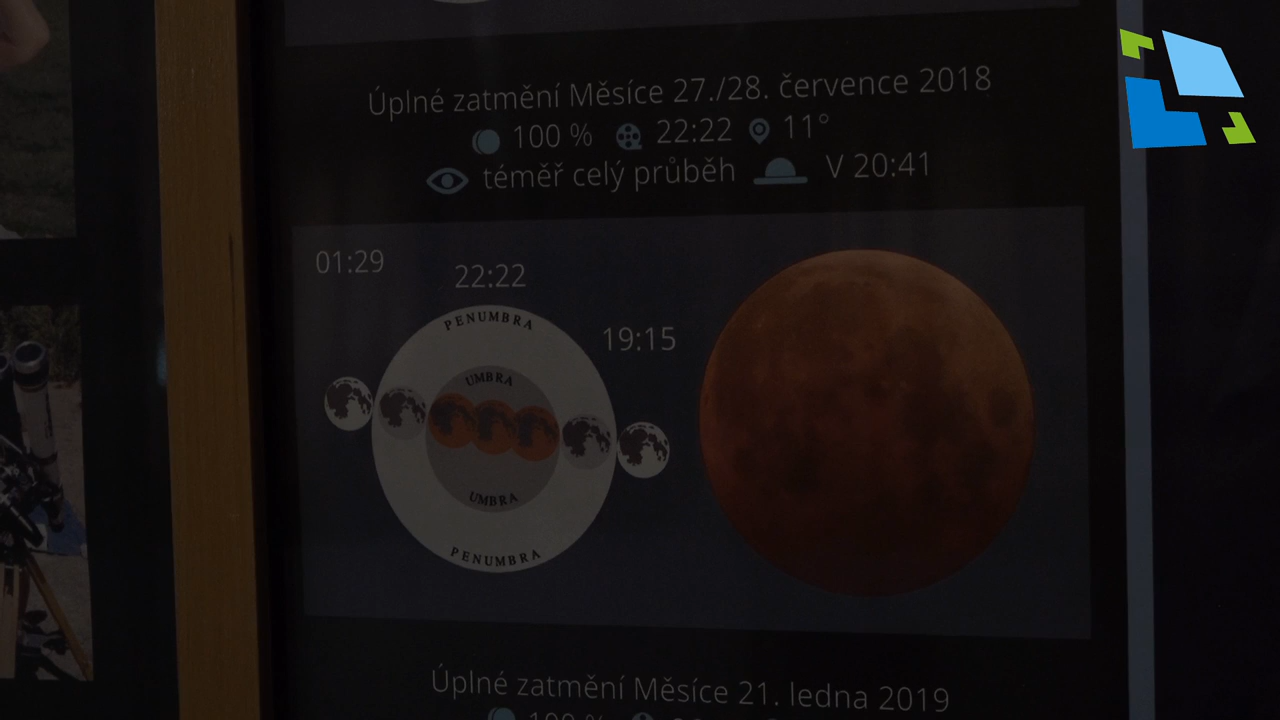 Úplné zatmění Měsíce 27./28. července 2018
100 % 22:22 11°
téměř celý průběh V 20:41
01:29
22:22
19:15
PENUMBRA
UMBRA
UMBRA
PENUMBRA
Úplné zatmění Měsíce 21. ledna 2019
100 %